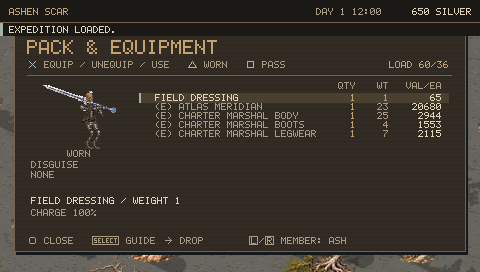 ASHEN SCAR DAY 1 12:00 650 SILVER
EXPEDITION LOADED.
PACK & EQUIPMENT
EQUIP / UNEQUIP / USE WORN PASS LOAD 60/36
QTY WT VAL/EA
FIELD DRESSING 1 1 65
(E) ATLAS MERIDIAN 1 23 20680
(E) CHARTER MARSHAL BODY 1 25 2944
(E) CHARTER MARSHAL BOOTS 1 4 1553
(E) CHARTER MARSHAL LEGWEAR 1 7 2115
WORN
DISGUISE
NONE
FIELD DRESSING / WEIGHT 1
CHARGE 100%
CLOSE SELECT GUIDE → DROP L/R MEMBER: ASH